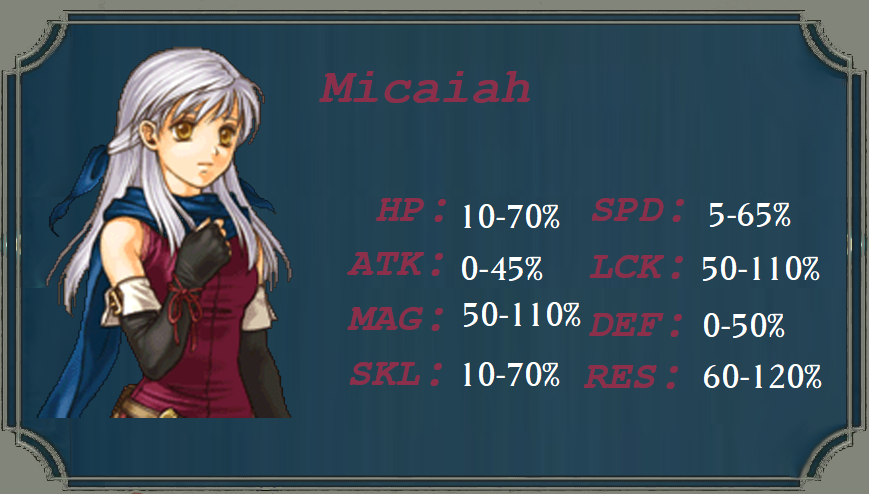 Micaiah
HP: 10-70% SPD: 5-65%
ATK: 0-45% LCK: 50-110%
MAG: 50-110% DEF: 0-50%
SKL: 10-70% RES: 60-120%